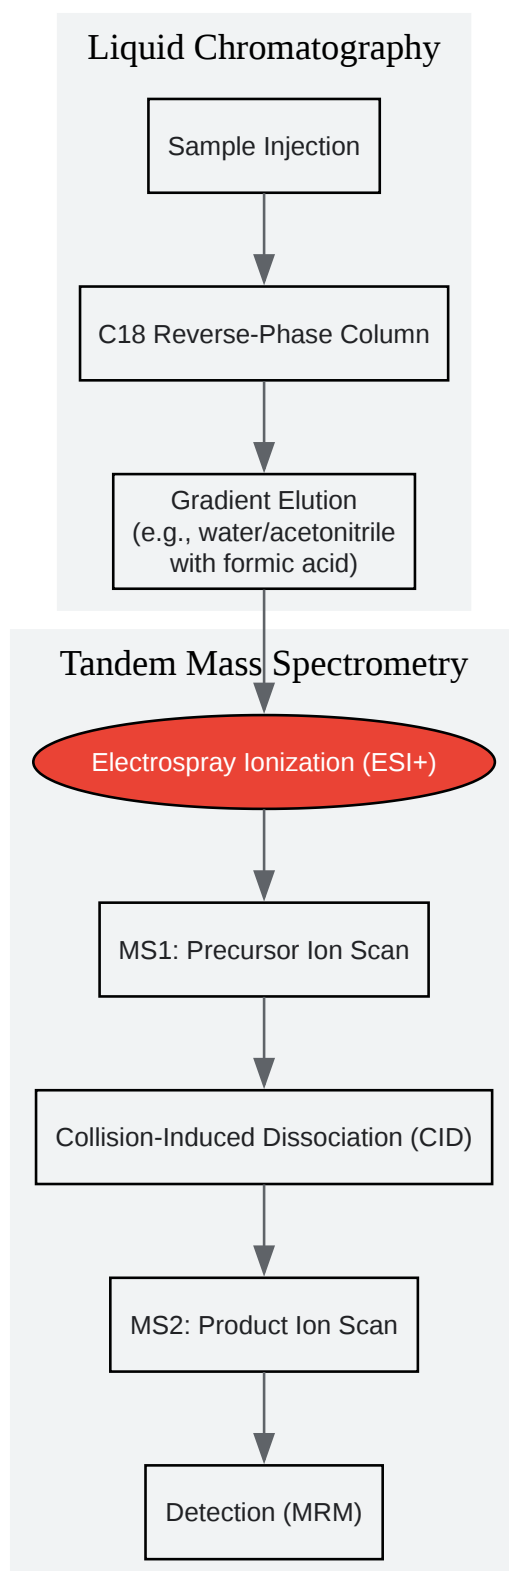 Liquid Chromatography
Sample Injection
C18 Reverse-Phase Column
Gradient Elution
(e.g., water/acetonitrile
with formic acid)
Tandem Mass Spectrometry
Electrospray Ionization (ESI+)
MS1: Precursor Ion Scan
Collision-Induced Dissociation (CID)
MS2: Product Ion Scan
Detection (MRM)